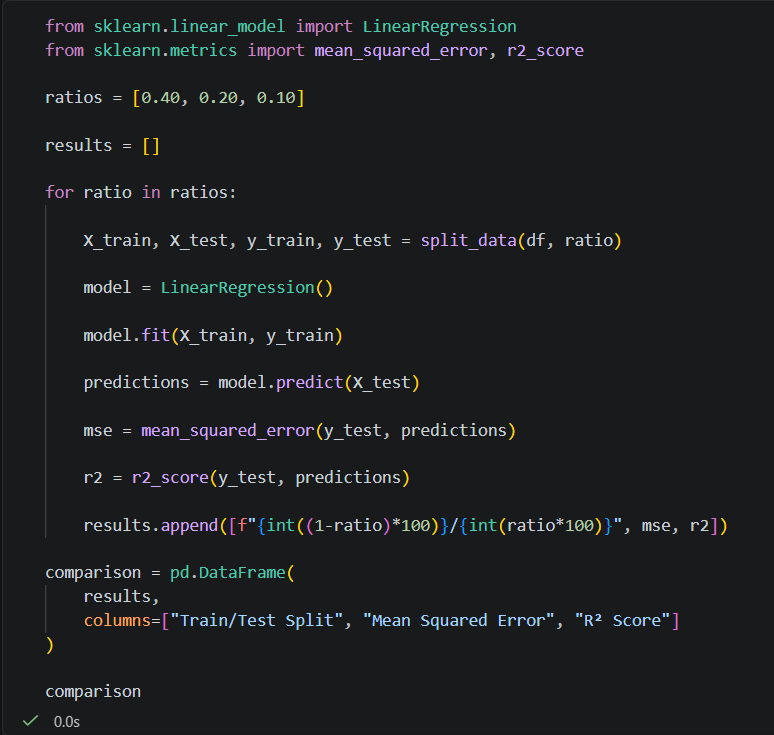 from sklearn.linear_model import LinearRegression
from sklearn.metrics import mean_squared_error, r2_score
ratios = [0.40, 0.20, 0.10]
results = []
for ratio in ratios:
X_train, X_test, y_train, y_test = split_data(df, ratio)
model = LinearRegression()
model.fit(X_train, y_train)
predictions = model.predict(X_test)
mse = mean_squared_error(y_test, predictions)
r2 = r2_score(y_test, predictions)
results.append([f"{int((1-ratio)*100)}/{int(ratio*100)}", mse, r2])
comparison = pd.DataFrame(
results,
columns=["Train/Test Split", "Mean Squared Error", "R² Score"]
)
comparison
0.0s